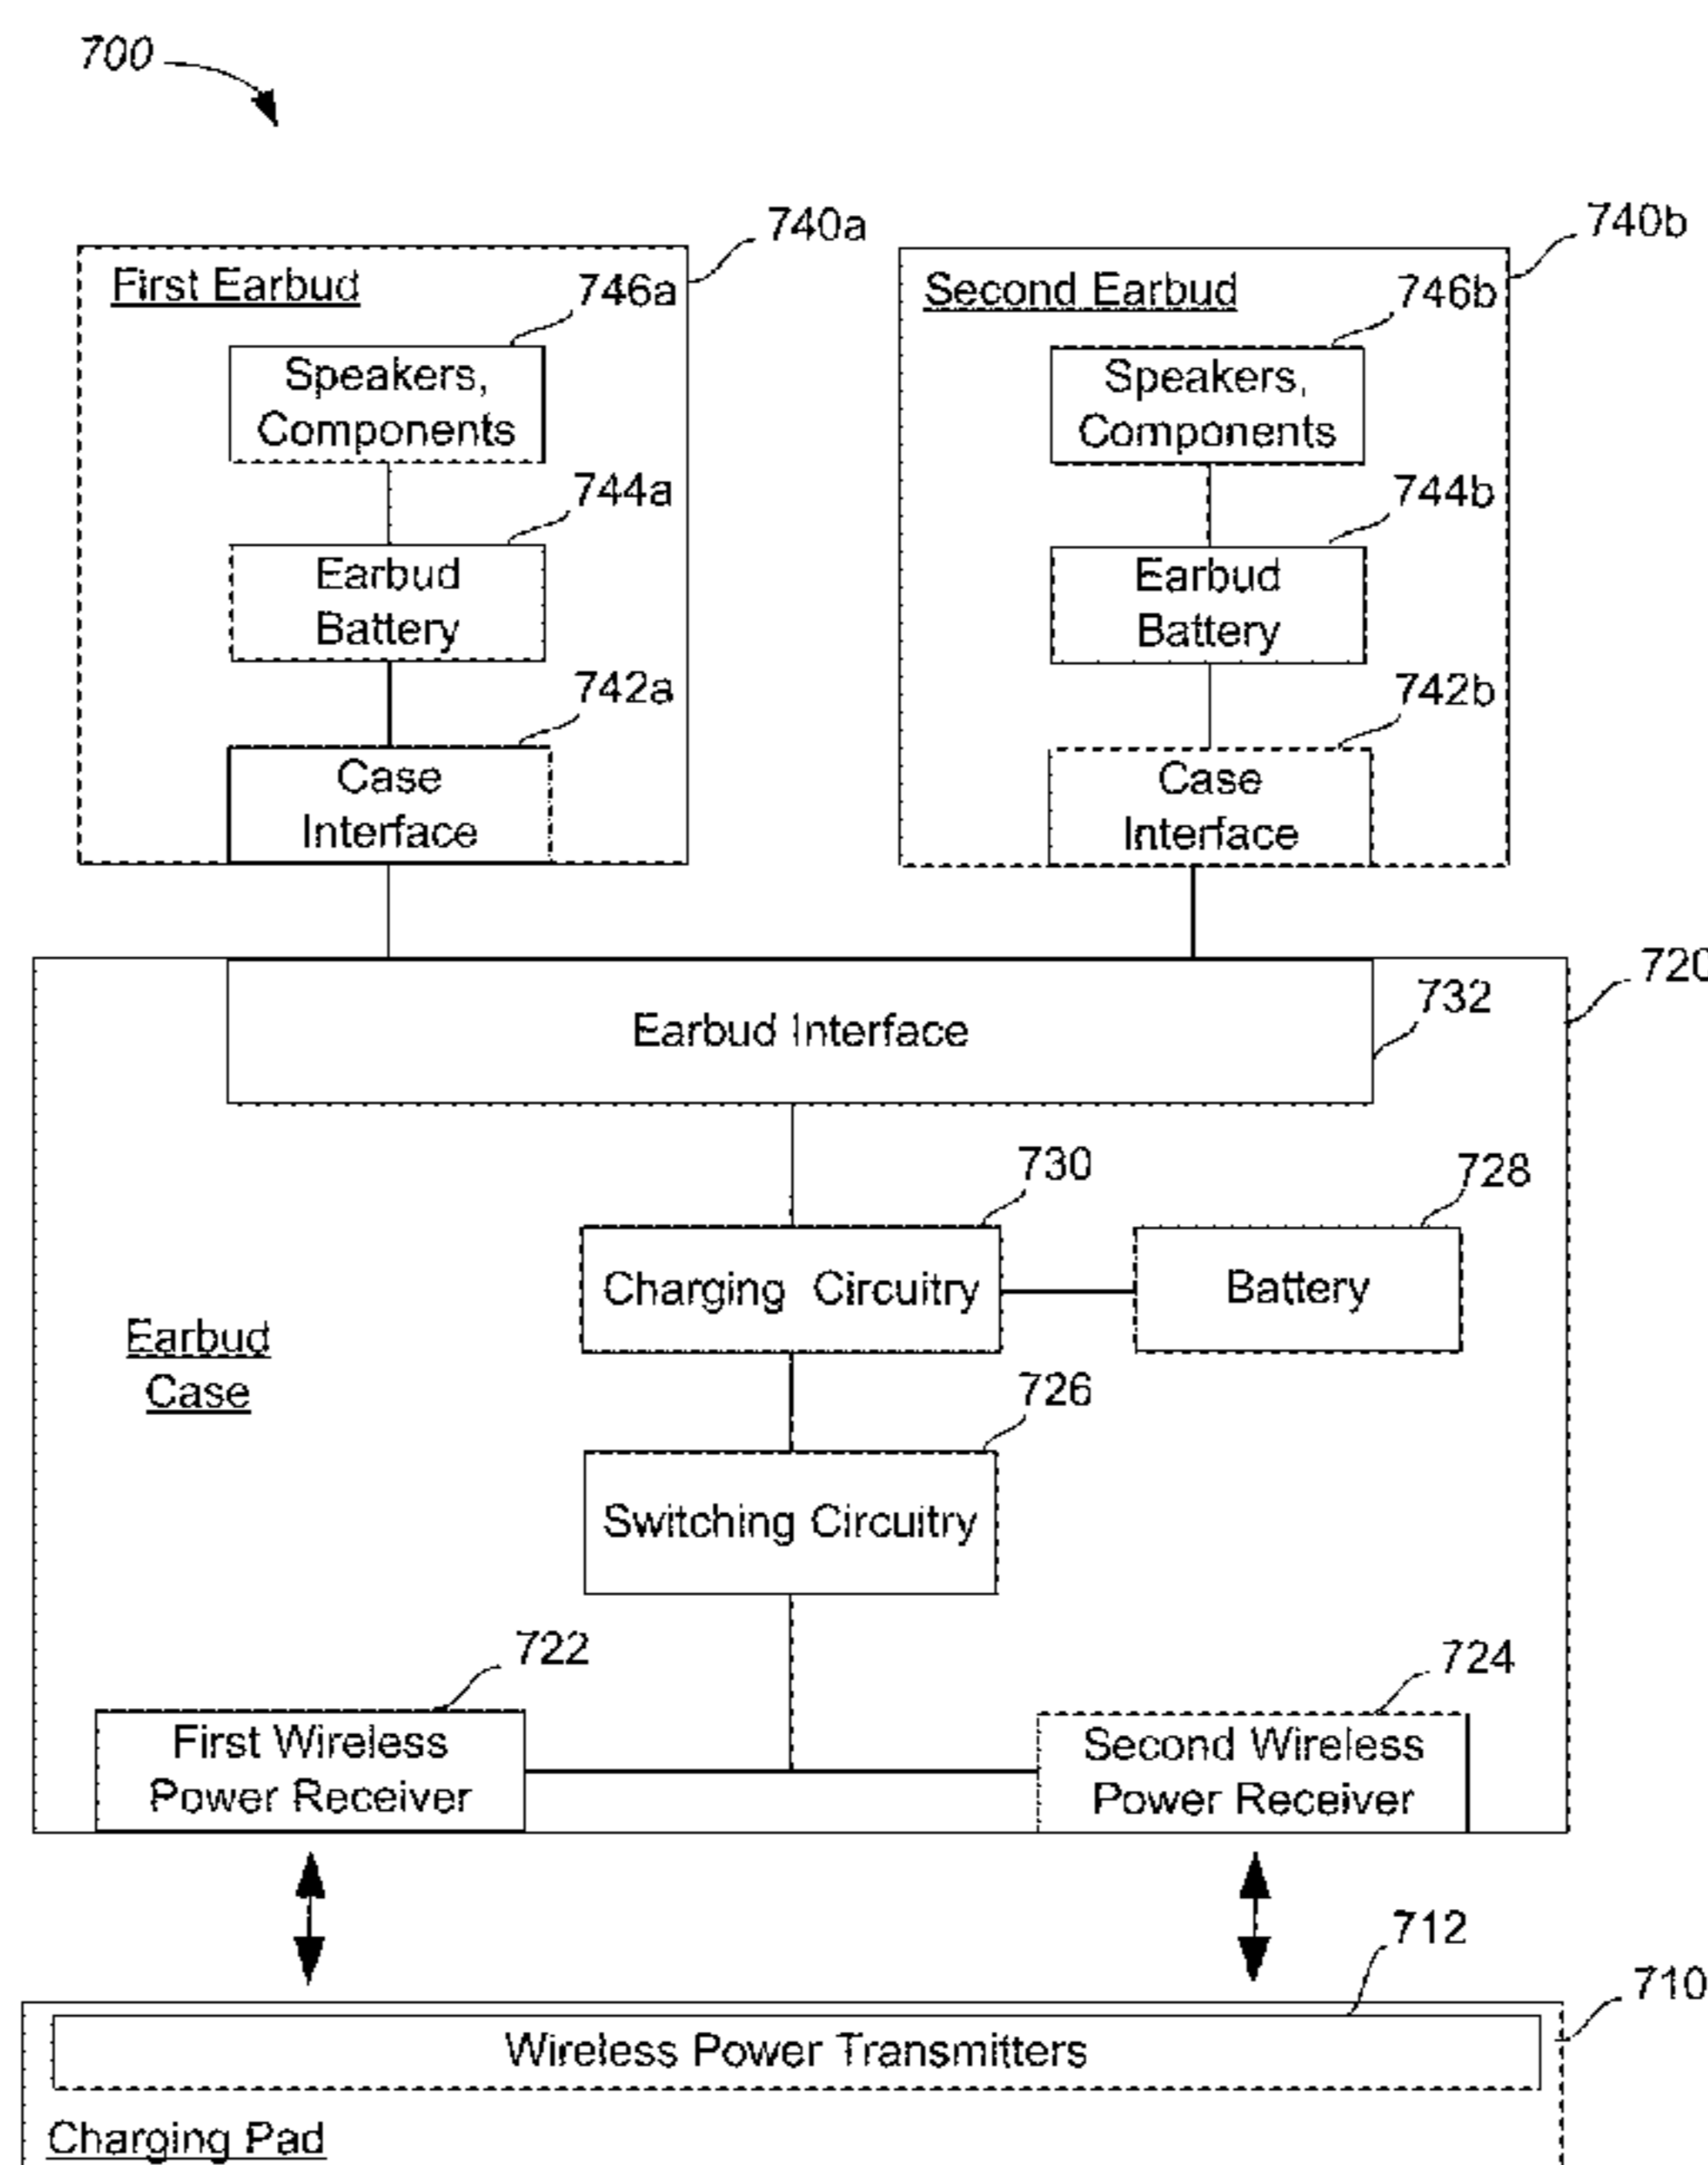 700
740a
740b
First Earbud
746a
Second Earbud
746b
Speakers,
Components
Speakers,
Components
744a
744b
Earbud
Battery
Earbud
Battery
742a
742b
Case
Interface
Case
Interface
720
732
Earbud Interface
730
728
Charging Circuitry
Battery
Earbud
Case
726
Switching Circuitry
722
724
First Wireless
Power Receiver
Second Wireless
Power Receiver
712
710
Wireless Power Transmitters
Charging Pad